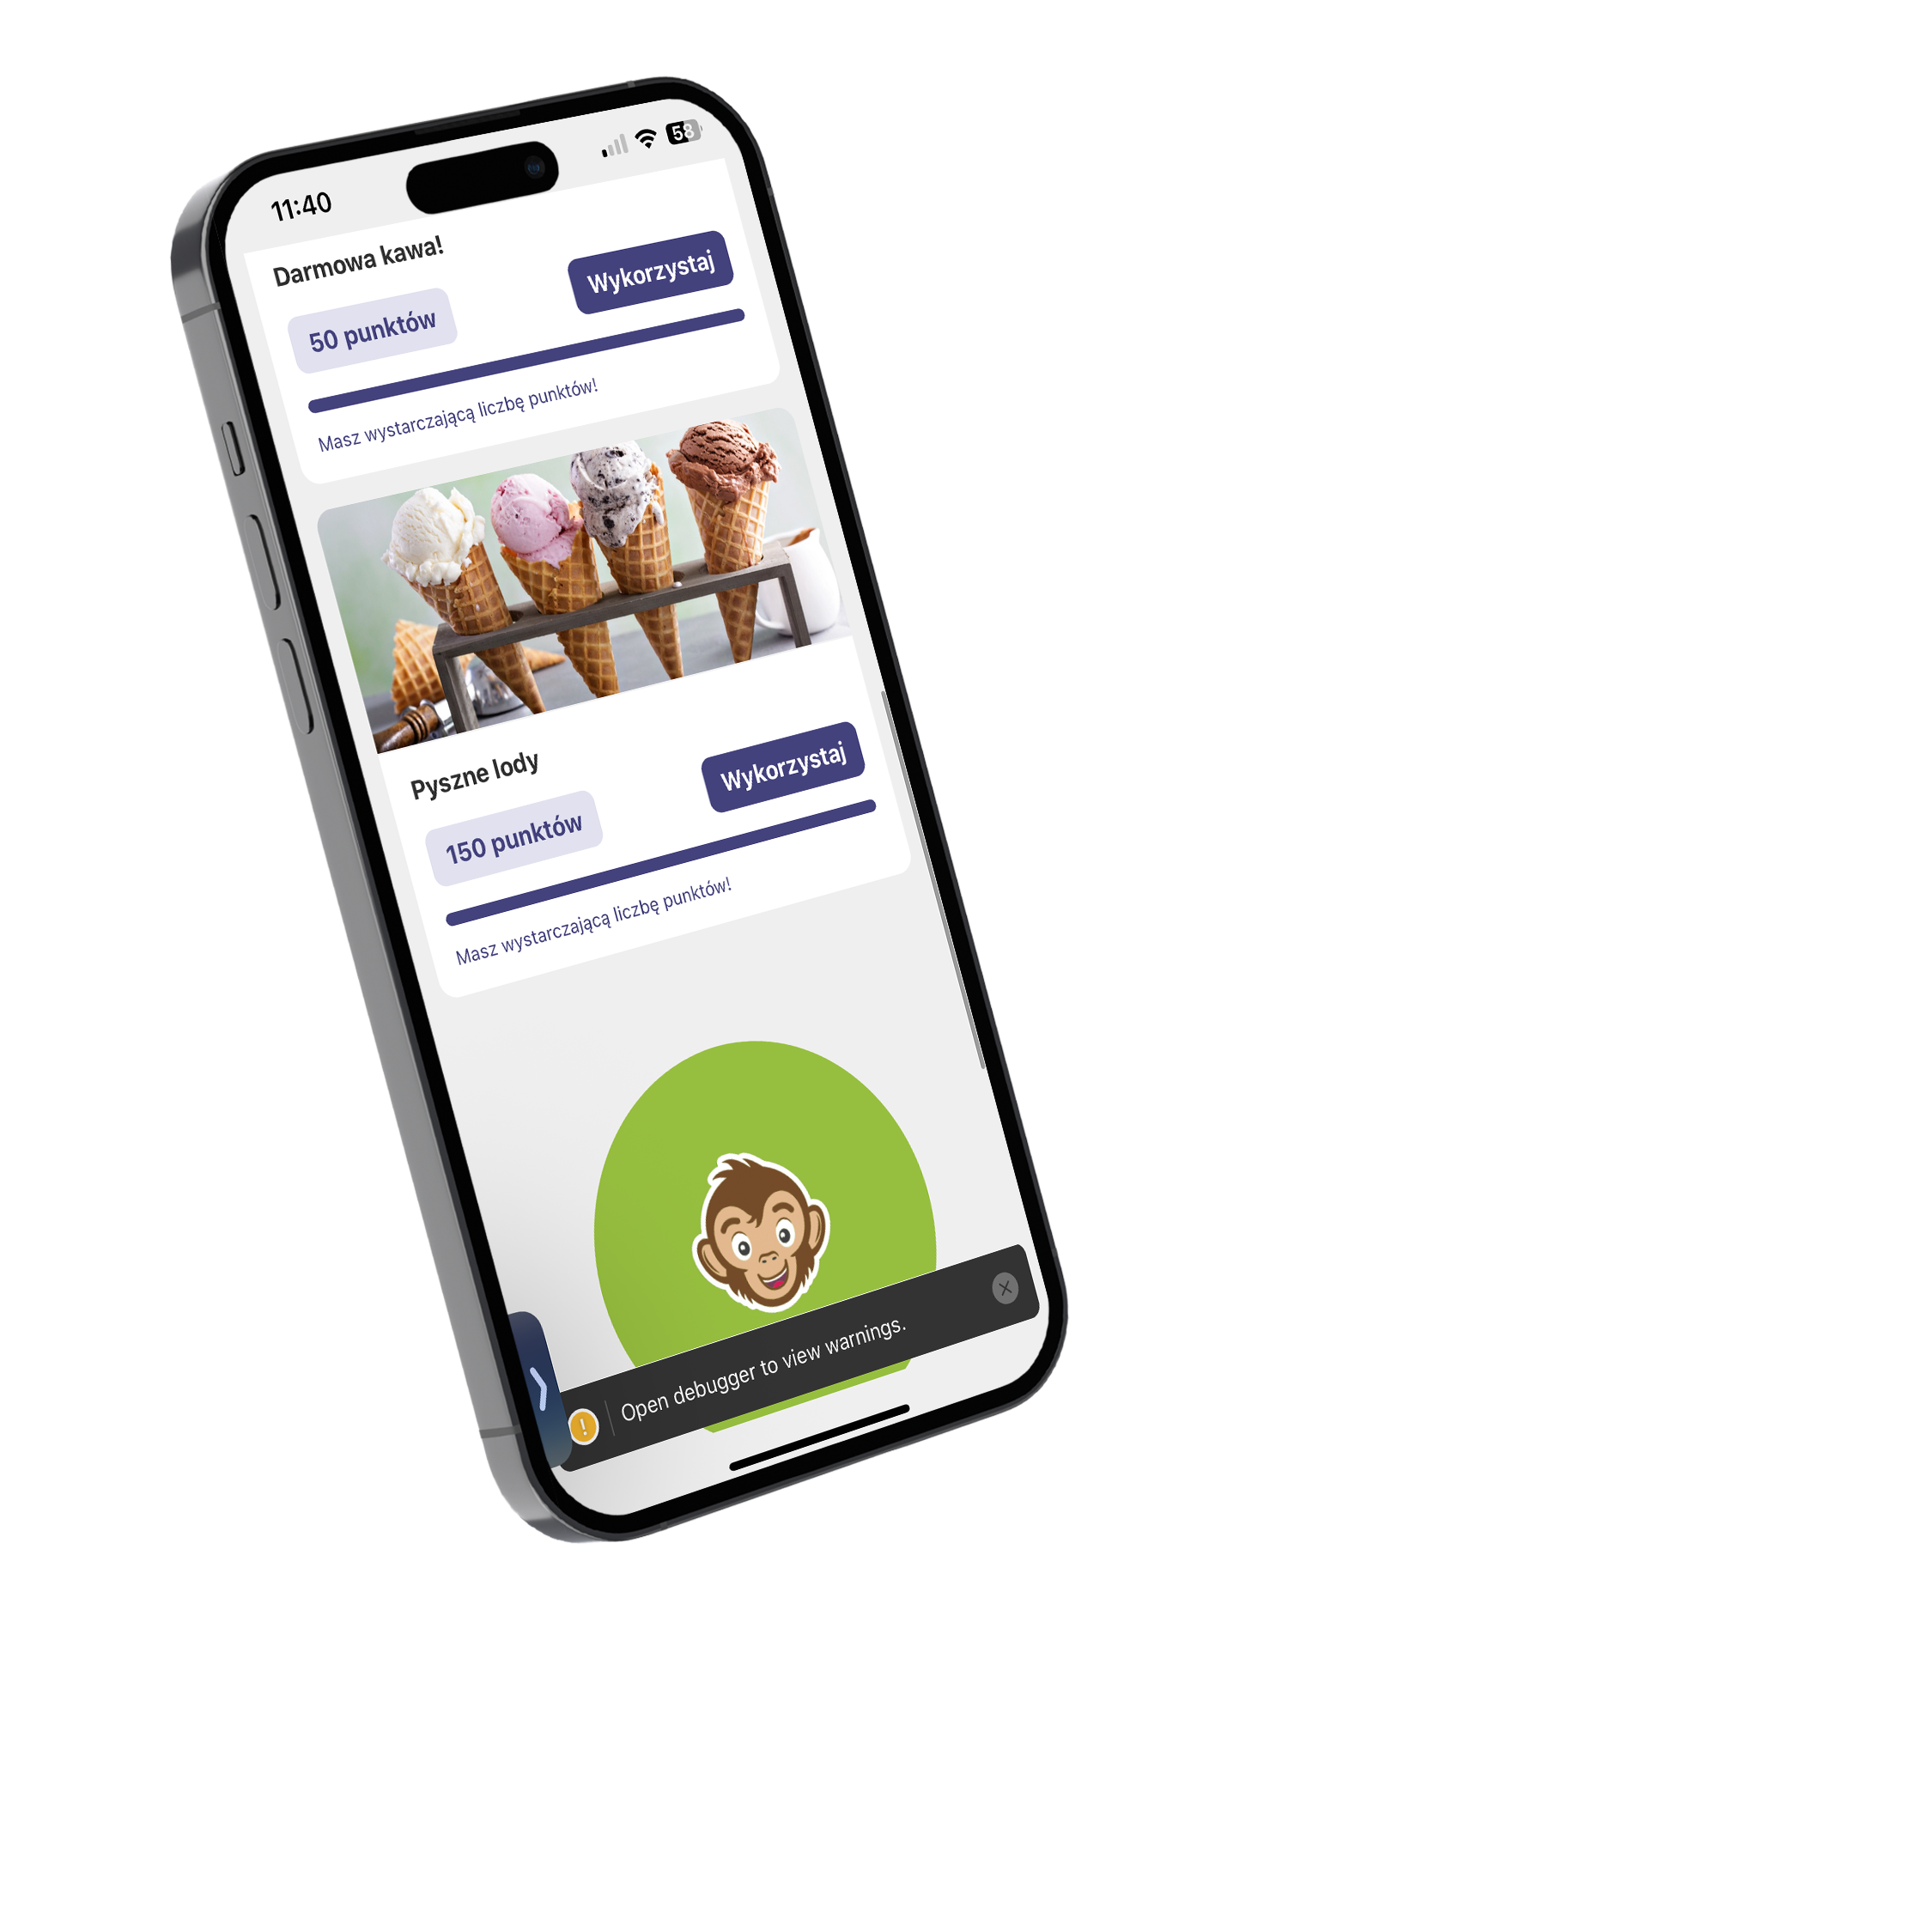 11:40
58
Darmowa kawa!
Wykorzystaj
50 punktów
Masz wystarczającą liczbę punktów!
Pyszne lody
Wykorzystaj
150 punktów
Masz wystarczającą liczbę punktów!
! Open debugger to view warnings.